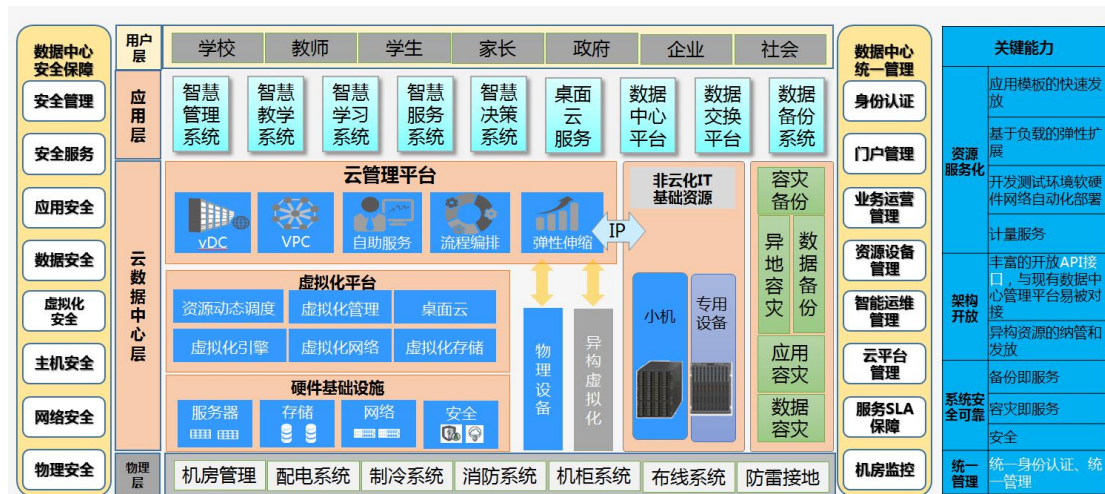 数据中心
安全保障
安全管理
安全服务
应用安全
数据安全
虚拟化
安全
主机安全
网络安全
物理安全
用户
层
学校
教师
学生
家长
政府
企业
社会
应
用
层
智慧
管理
系统
智慧
教学
系统
智慧
学习
系统
智慧
服务
系统
智慧
决策
系统
桌面
云
服务
数据
中心
平台
数据
交换
平台
数据
备份
系统
云
数
据
中
心
层
云管理平台
vDC
VPC
自助服务
流程编排
弹性伸缩
IP
虚拟化平台
资源动态调度
虚拟化管理
桌面云
虚拟化引擎
虚拟化网络
虚拟化存储
硬件基础设施
服务器
存储
网络
安全
物
理
设
备
异
构
虚
拟
化
非云化IT
基础资源
小机
专用
设备
容灾
备份
异
地
容
灾
数
据
备
份
应用
容灾
数据
容灾
物理
层
机房管理
配电系统
制冷系统
消防系统
机柜系统
布线系统
防雷接地
数据中心
统一管理
身份认证
门户管理
业务运营
管理
资源设备
管理
智能运维
管理
云平台
管理
服务SLA
保障
机房监控
关键能力
资源
服务化
应用模板的快速发
放
基于负载的弹性扩
展
开发测试环境软硬
件网络自动化部署
计量服务
架构
开放
丰富的开放API接
口，与现有数据中
心管理平台易被对
接
异构资源的纳管和
发放
系统安
全可靠
备份即服务
容灾即服务
安全
统一
管理
统一身份认证、统
一管理